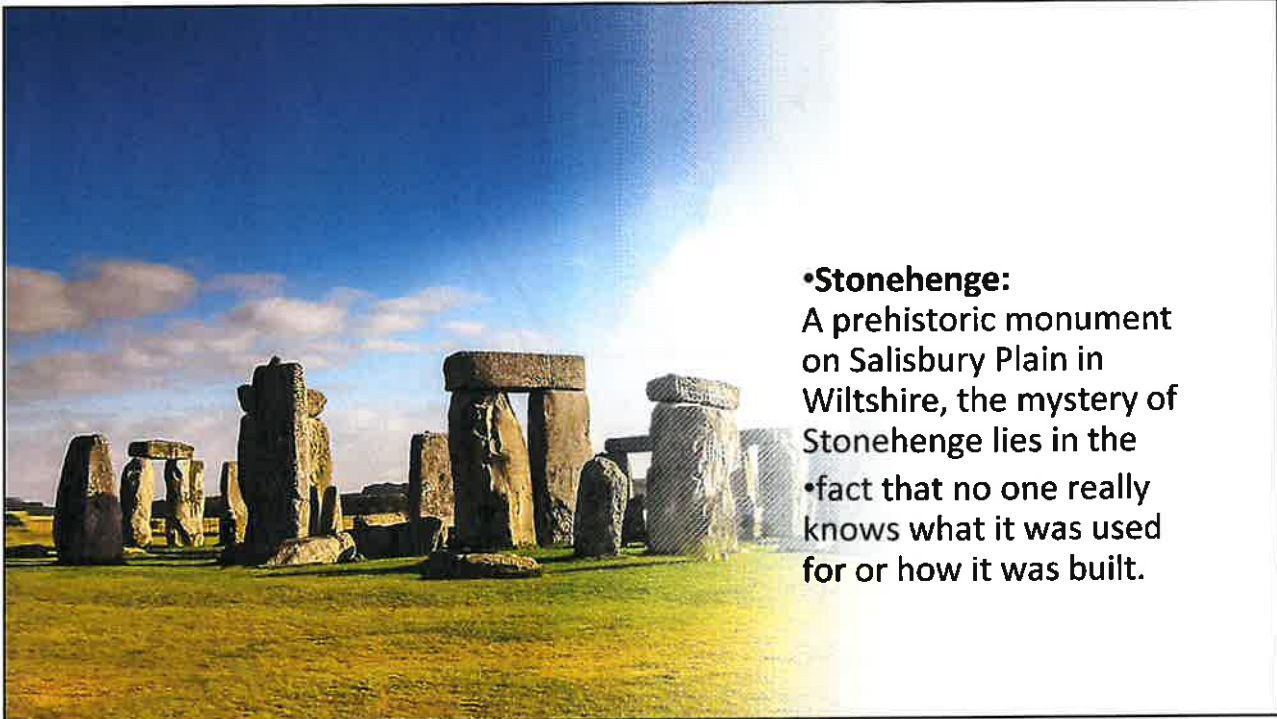 •Stonehenge:
A prehistoric monument
on Salisbury Plain in
Wiltshire, the mystery of
Stonehenge lies in the
•fact that no one really
knows what it was used
for or how it was built.